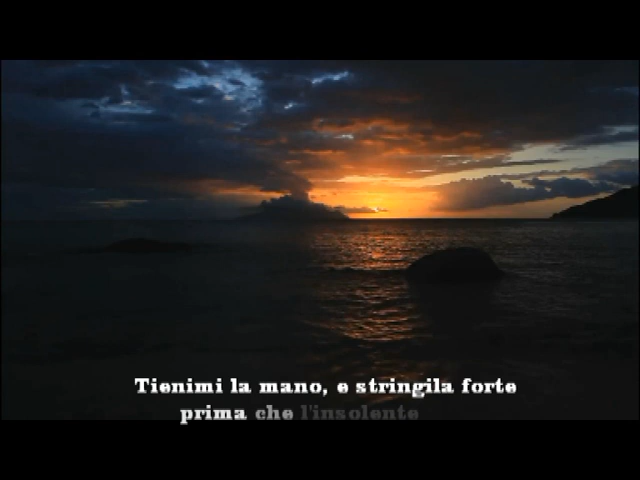 Tienimi la mano, e stringila forte
prima che l'insolente